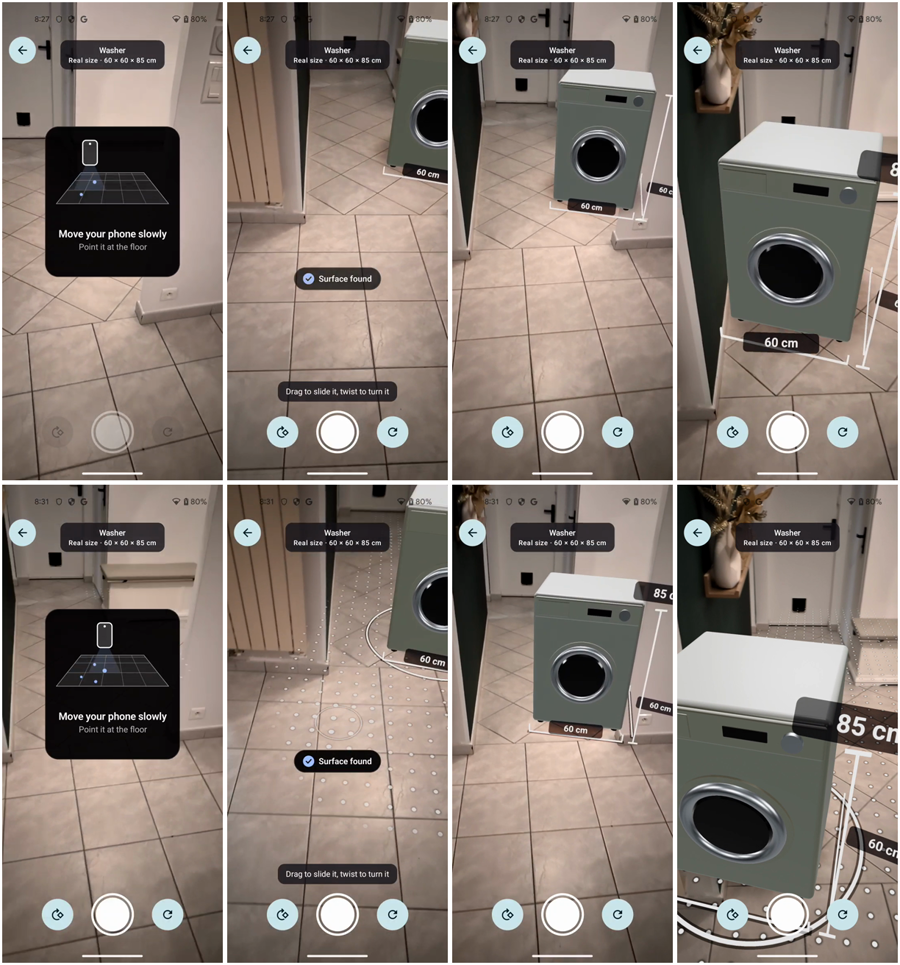 8:27
80%
Washer
Real size · 60 × 60 × 85 cm
Move your phone slowly
Point it at the floor
8:27
80%
Washer
Real size · 60 × 60 × 85 cm
60 cm
Surface found
Drag to slide it, twist to turn it
8:27
80%
Washer
Real size · 60 × 60 × 85 cm
60 c
60 cm
80%
Washer
Real size · 60 × 60 × 85 cm
8
60 cm
8:31
80%
Washer
Real size · 60 × 60 × 85 cm
Move your phone slowly
Point it at the floor
8:31
80%
Washer
Real size · 60 × 60 × 85 cm
60 cm
Surface found
Drag to slide it, twist to turn it
8:31
80%
Washer
Real size · 60 × 60 × 85 cm
85 c
60 cm
60 cm
80%
Washer
Real size · 60 × 60 × 85 cm
85 cm
60 cm